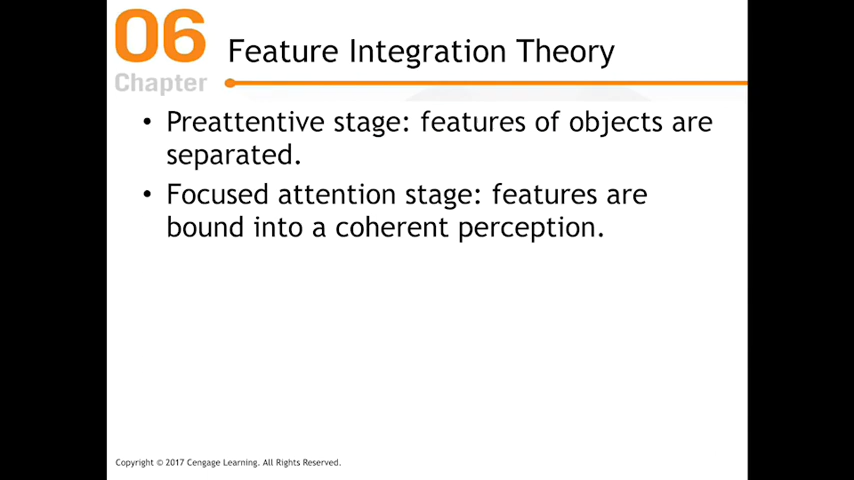 06
Chapter
Feature Integration Theory
• Preattentive stage: features of objects are
separated.
• Focused attention stage: features are
bound into a coherent perception.
Copyright © 2017 Cengage Learning. All Rights Reserved.